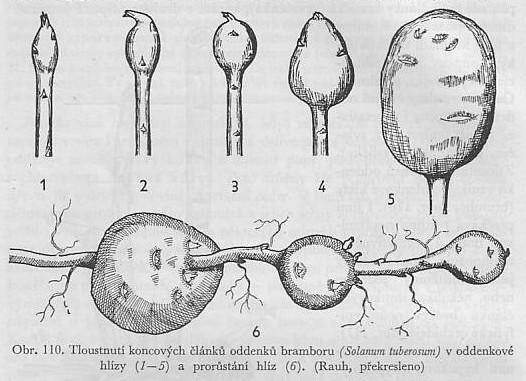 1 2 3 4 5
6
Obr. 110. Tloustnutí koncových článků oddenků bramboru (Solanum tuberosum) v oddenkové
hlízy (1–5) a prorůstání hlíz (6). (Rauh, překresleno)